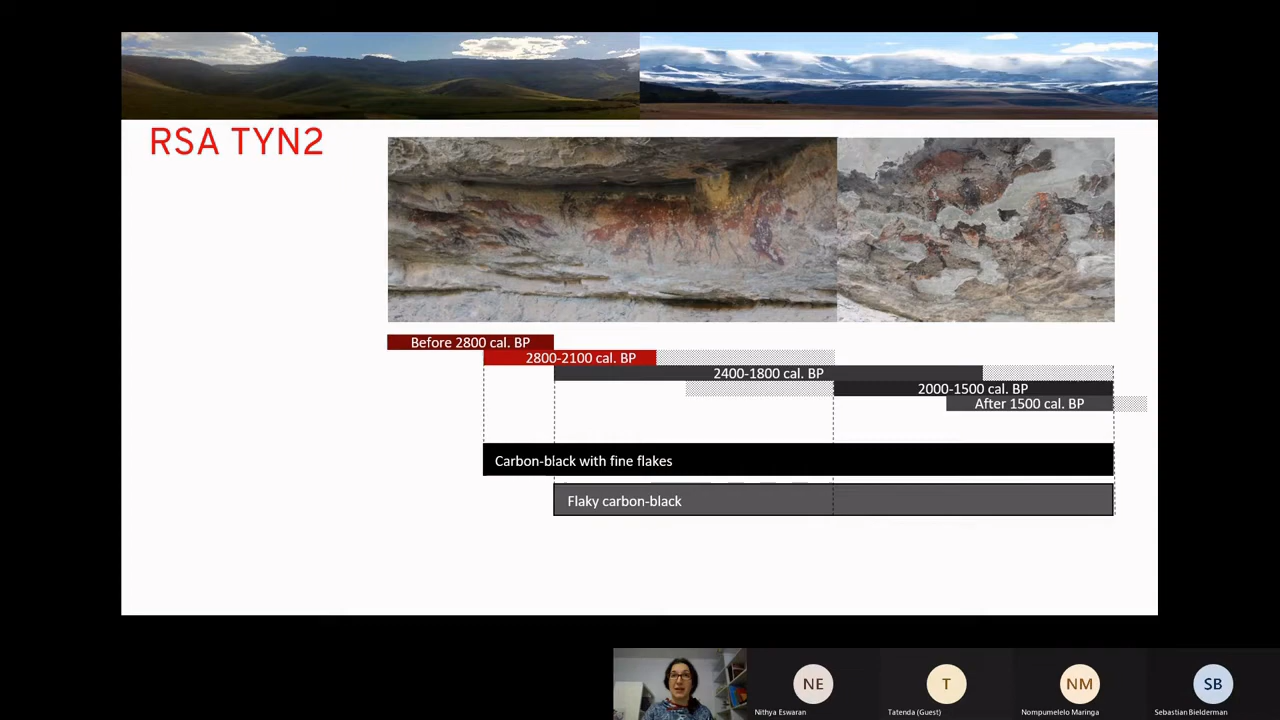 RSA TYN2
Before 2800 cal. BP
2800-2100 cal. BP
2400-1800 cal. BP
2000-1500 cal. BP
After 1500 cal. BP
Carbon-black with fine flakes
Flaky carbon-black
NE
T
NM
SB
Nithya Eswaran
Tatenda (Guest)
Nompumelelo Maringa
Sebastian Bielderman